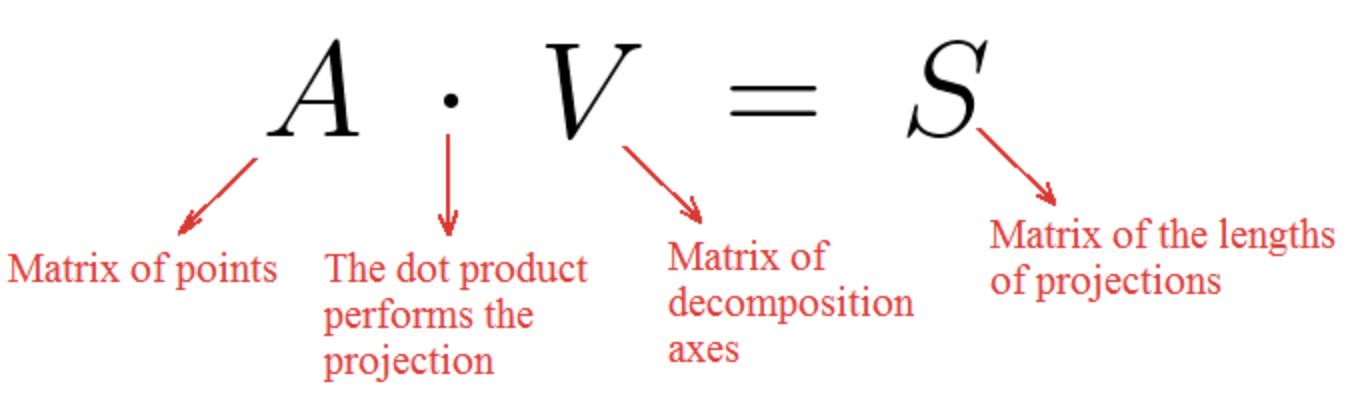 A · V = S
Matrix of points
The dot product
performs the
projection
Matrix of
decomposition
axes
Matrix of the lengths
of projections